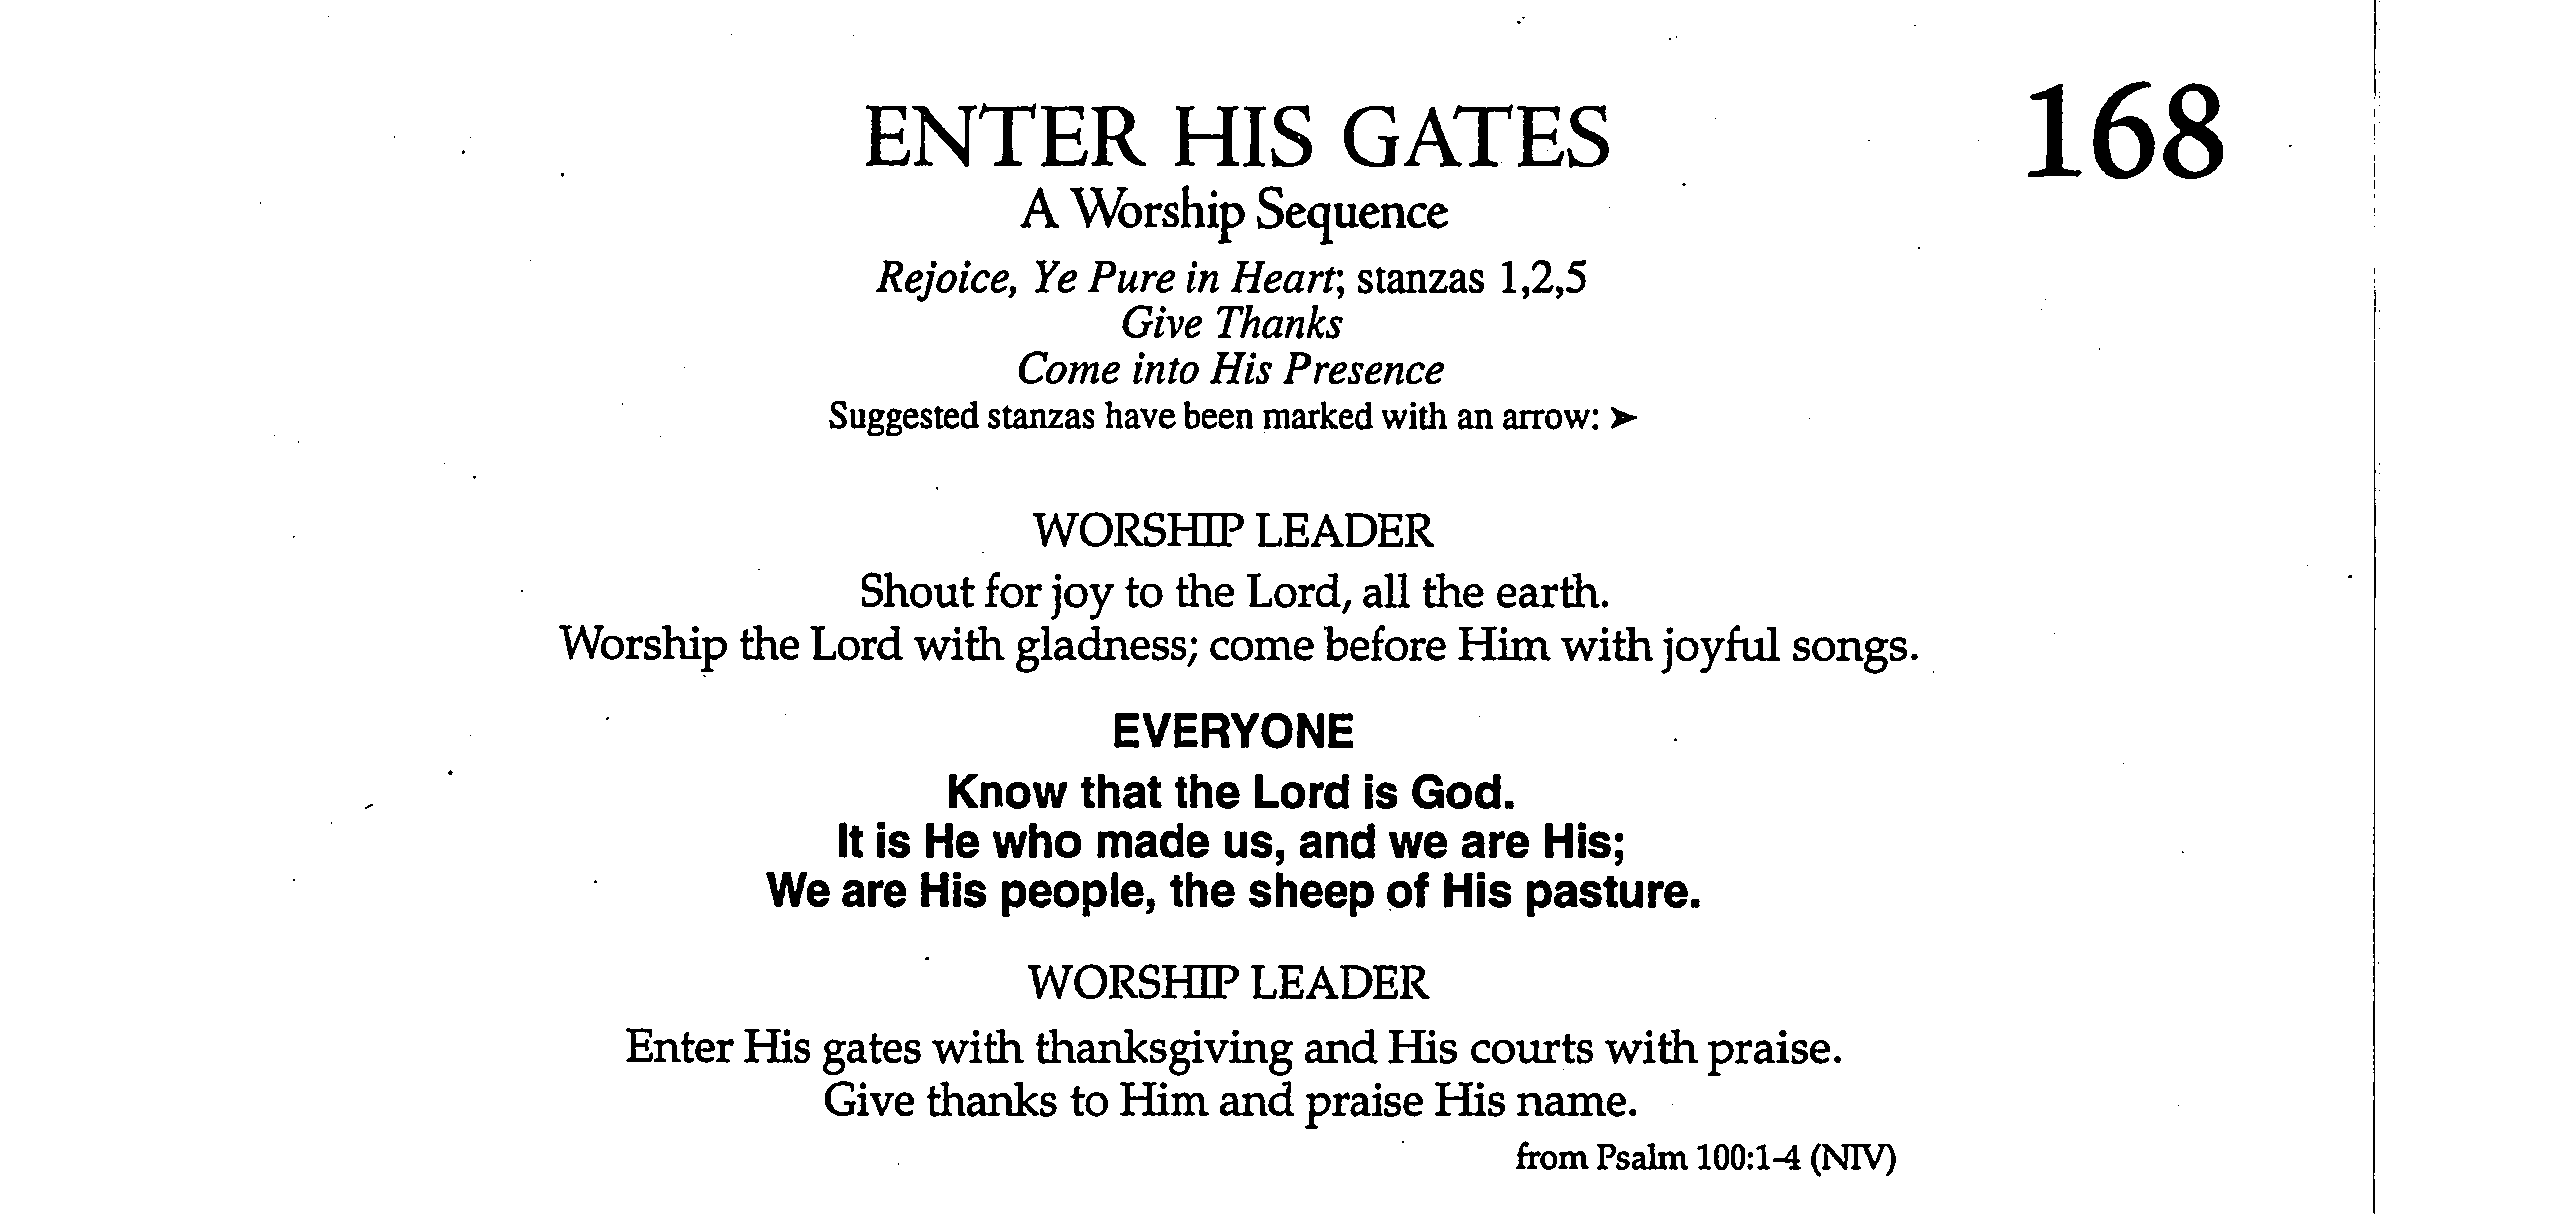 ENTER HIS GATES
168
A Worship Sequence
Rejoice, Ye Pure in Heart; stanzas 1,2,5
Give Thanks
Come into His Presence
Suggested stanzas have been marked with an arrow: ➤
WORSHIP LEADER
Shout for joy to the Lord, all the earth.
Worship the Lord with gladness; come before Him with joyful songs.
EVERYONE
Know that the Lord is God.
It is He who made us, and we are His;
We are His people, the sheep of His pasture.
WORSHIP LEADER
Enter His gates with thanksgiving and His courts with praise.
Give thanks to Him and praise His name.
from Psalm 100:1-4 (NIV)